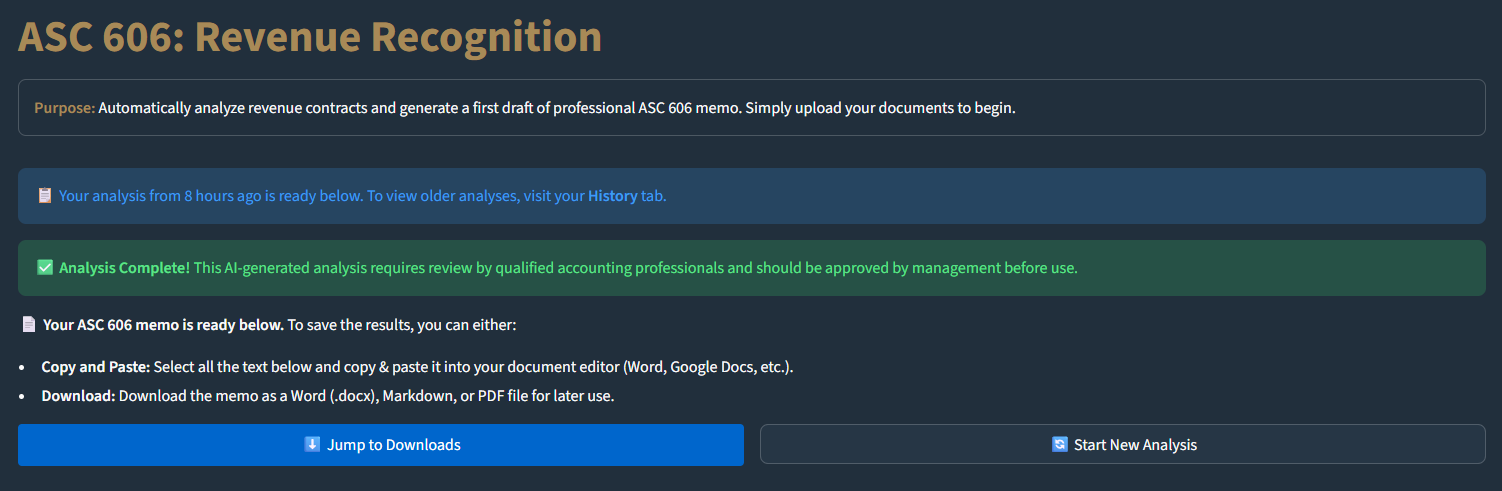 ASC 606: Revenue Recognition
Purpose: Automatically analyze revenue contracts and generate a first draft of professional ASC 606 memo. Simply upload your documents to begin.
Your analysis from 8 hours ago is ready below. To view older analyses, visit your History tab.
Analysis Complete! This AI-generated analysis requires review by qualified accounting professionals and should be approved by management before use.
Your ASC 606 memo is ready below. To save the results, you can either:
• Copy and Paste: Select all the text below and copy & paste it into your document editor (Word, Google Docs, etc.).
• Download: Download the memo as a Word (.docx), Markdown, or PDF file for later use.
Jump to Downloads
Start New Analysis